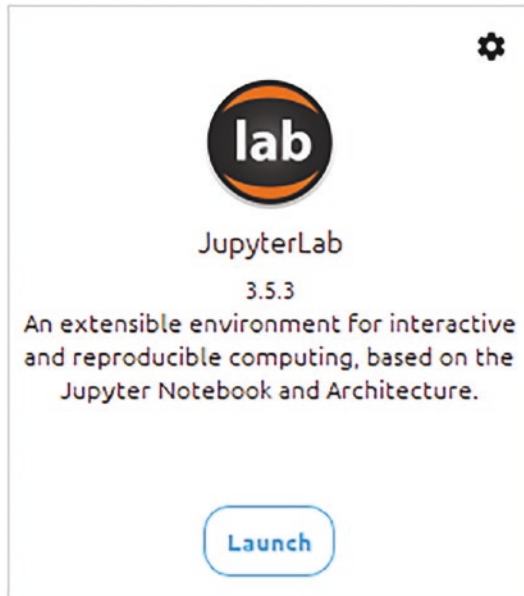 lab
JupyterLab
3.5.3
An extensible environment for interactive
and reproducible computing, based on the
Jupyter Notebook and Architecture.
Launch